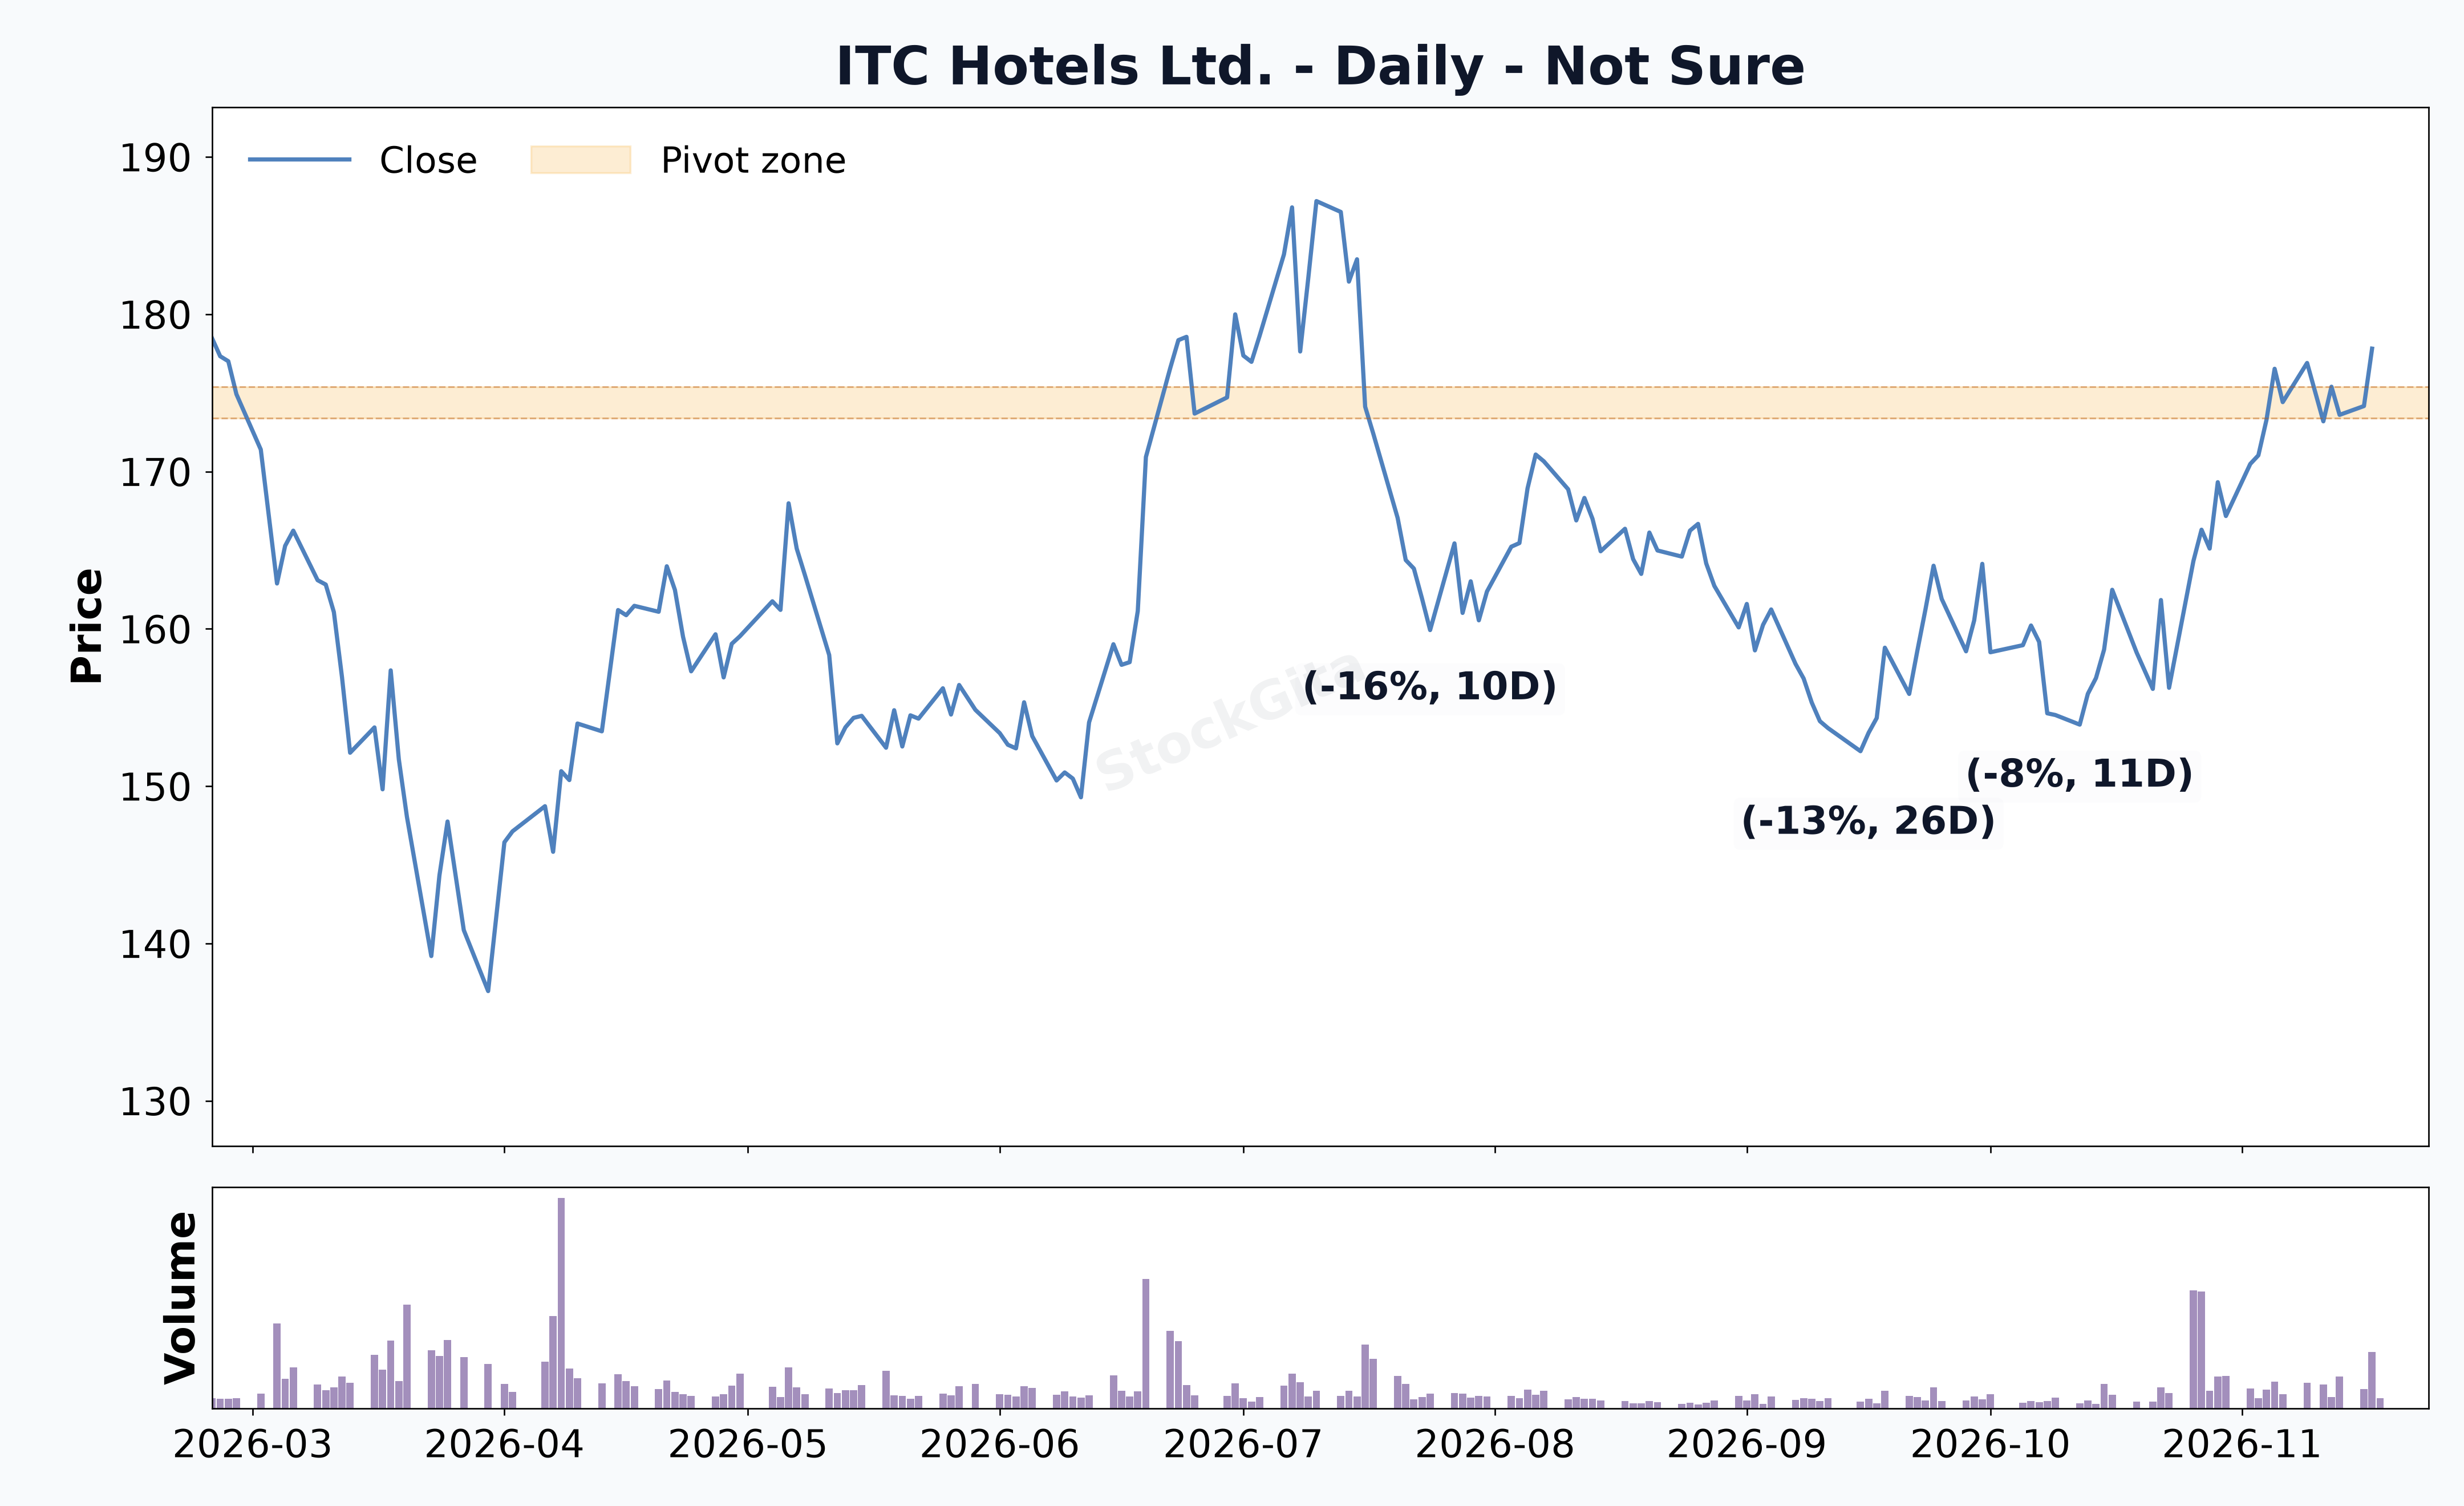 ITC Hotels Ltd. - Daily - Not Sure
Close
Pivot zone
190
180
170
160
150
140
130
Price
StockGita
(-16%, 10D)
(-8%, 11D)
(-13%, 26D)
Volume
2026-03
2026-04
2026-05
2026-06
2026-07
2026-08
2026-09
2026-10
2026-11